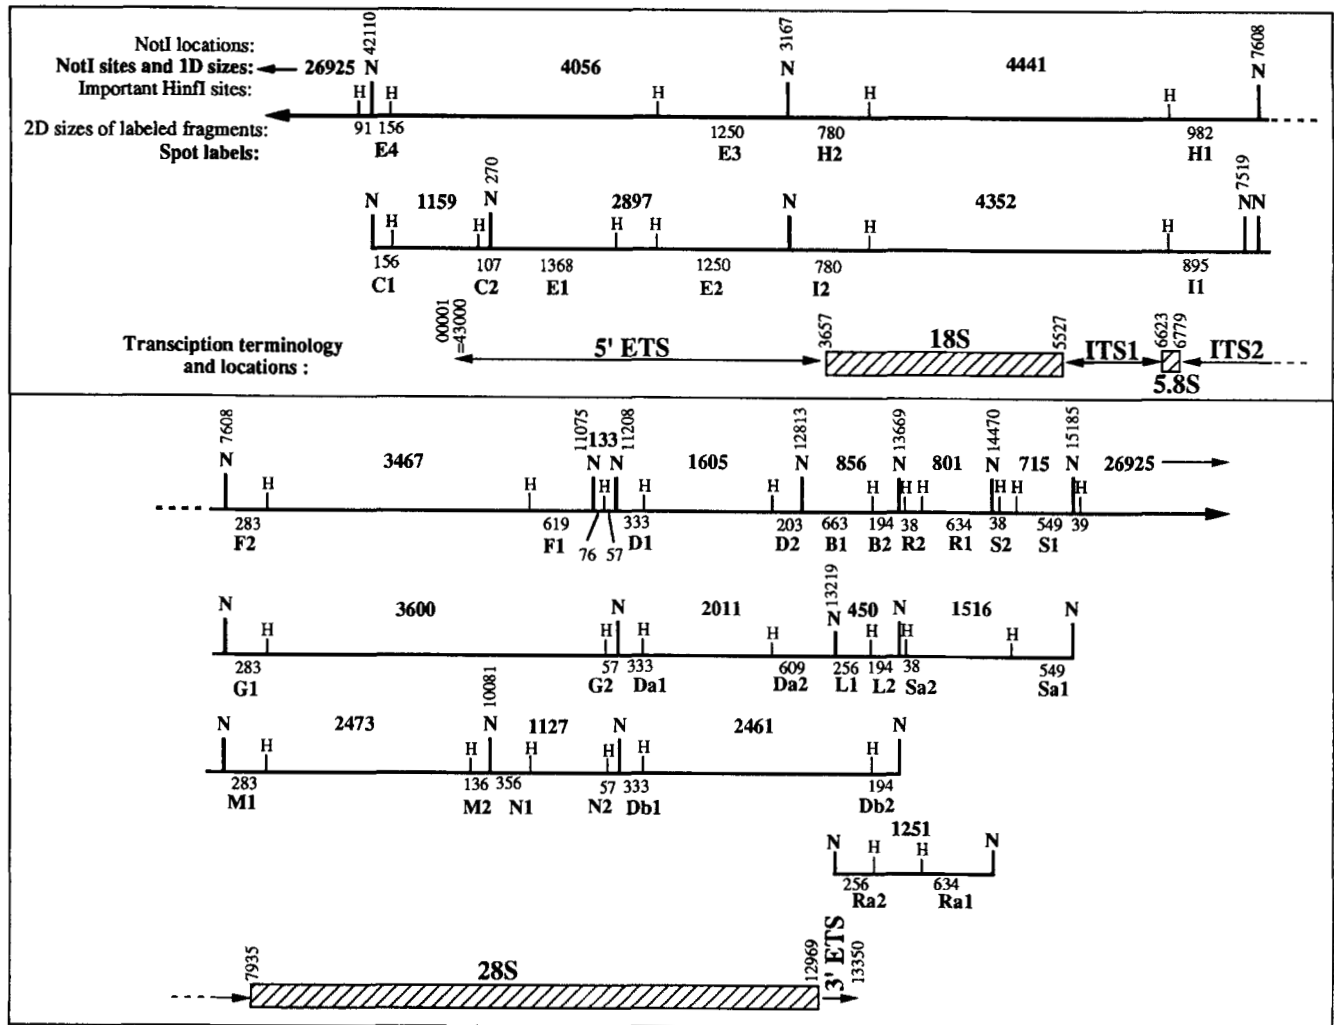 NotI locations: 42110 3167 7608
NotI sites and 1D sizes: 26925 N 4056 N 4441 N
Important HinfI sites: H H H H H
2D sizes of labeled fragments: 91 156 1250 780 982
Spot labels: E4 E3 H2 H1
270 7519
N 1159 N 2897 N 4352 N N
H H H H H H
156 107 1368 1250 780 895
C1 C2 E1 E2 I2 I1
00001 =43000 3657 5527 6623 6779
Transciption terminology and locations : 5' ETS 18S ITS1 5.8S ITS2
7608 11075 11208 12813 13669 14470 15185
N 3467 N 133 N 1605 N 856 N 801 N 715 N 26925
H H H H H H H H H H H
283 619 76 57 333 203 663 194 38 634 38 549 39
F2 F1 D1 D2 B1 B2 R2 R1 S2 S1
13219
N 3600 N 2011 N 450 N 1516 N
H H H H H H H
283 57 333 609 256 194 38 549
G1 G2 Da1 Da2 L1 L2 Sa2 Sa1
10081
N 2473 N 1127 N 2461 N
H H H H H H
283 136 356 57 333 194
M1 M2 N1 N2 Db1 Db2
N 1251 N
H H
256 634
Ra2 Ra1
7935 28S 12969 3' ETS 13350